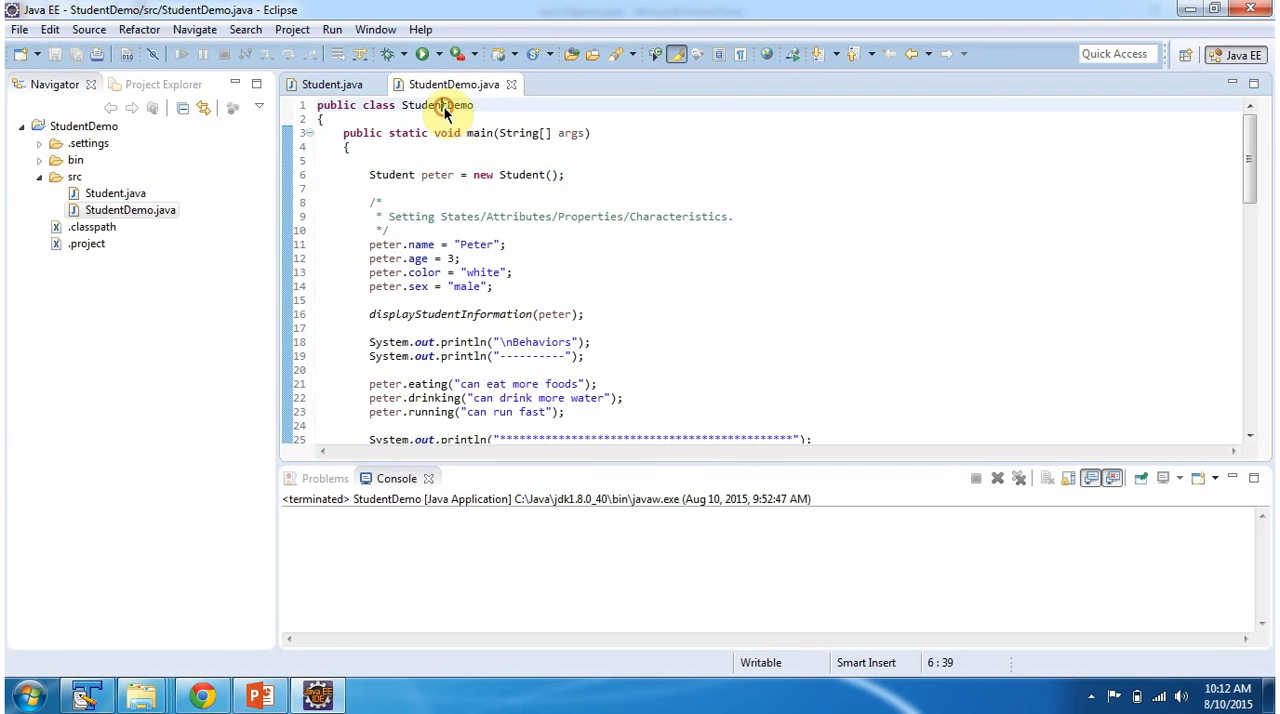 Java EE - StudentDemo/src/StudentDemo.java - Eclipse
File Edit Source Refactor Navigate Search Project Run Window Help
Quick Access
Java EE
Navigator
Project Explorer
StudentDemo
.settings
bin
src
Student.java
StudentDemo.java
.classpath
.project
Student.java
StudentDemo.java
1 public class StudentDemo
2 {
3 public static void main(String[] args)
4 {
5
6 Student peter = new Student();
7
8 /*
9 * Setting States/Attributes/Properties/Characteristics.
10 */
11 peter.name = "Peter";
12 peter.age = 3;
13 peter.color = "white";
14 peter.sex = "male";
15
16 displayStudentInformation(peter);
17
18 System.out.println("\nBehaviors");
19 System.out.println("----------");
20
21 peter.eating("can eat more foods");
22 peter.drinking("can drink more water");
23 peter.running("can run fast");
24
25 System.out.println("*********************************************");
Problems
Console
<terminated> StudentDemo [Java Application] C:\Java\jdk1.8.0_40\bin\javaw.exe (Aug 10, 2015, 9:52:47 AM)
Writable
Smart Insert
6 : 39
Java EE
IDE
10:12 AM
8/10/2015